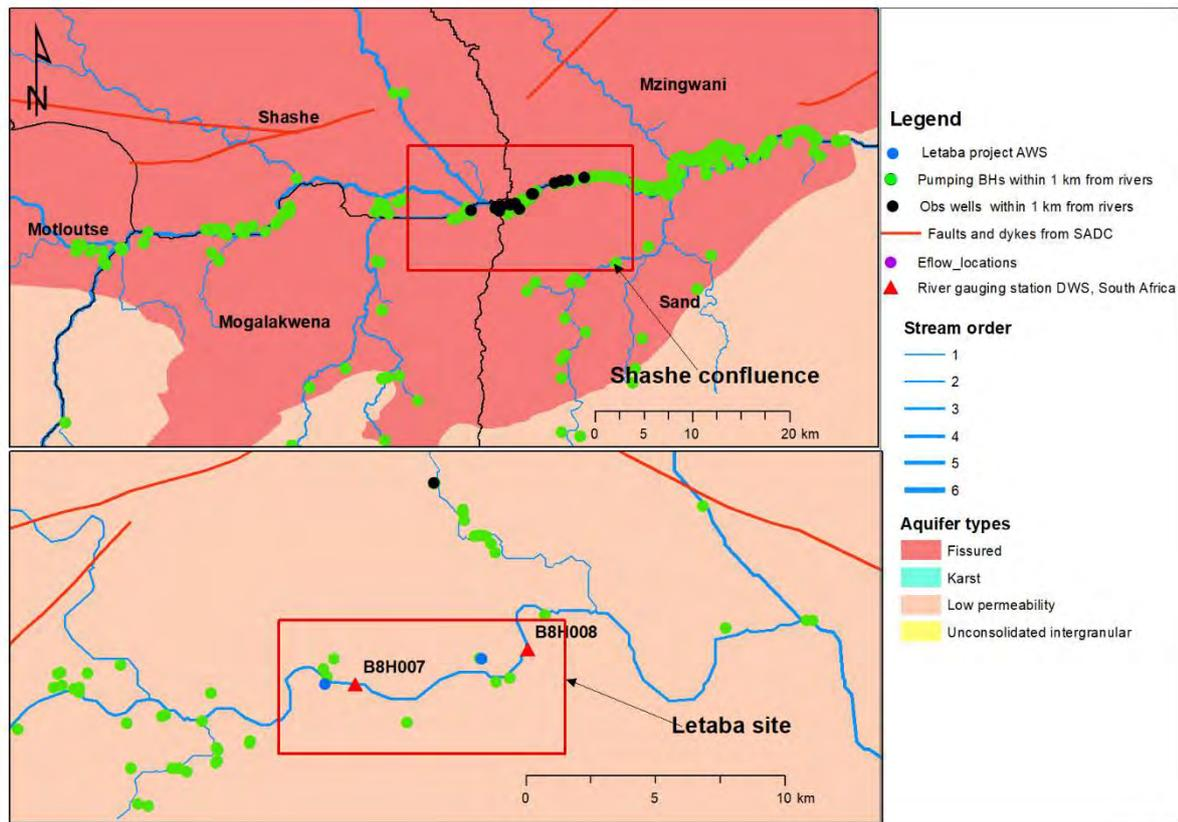 N
Shashe
Mzingwani
Motloutse
Mogalakwena
Sand
Shashe confluence
0 5 10 20 km
B8H008
B8H007
Letaba site
0 5 10 km
Legend
Letaba project AWS
Pumping BHs within 1 km from rivers
Obs wells within 1 km from rivers
Faults and dykes from SADC
Eflow_locations
River gauging station DWS, South Africa
Stream order
1
2
3
4
5
6
Aquifer types
Fissured
Karst
Low permeability
Unconsolidated intergranular